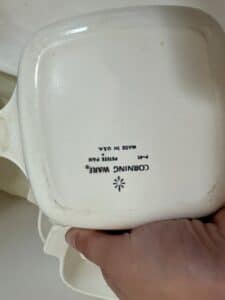 CORNING WARE®
P-41 PETITE PAN
MADE IN U.S.A.